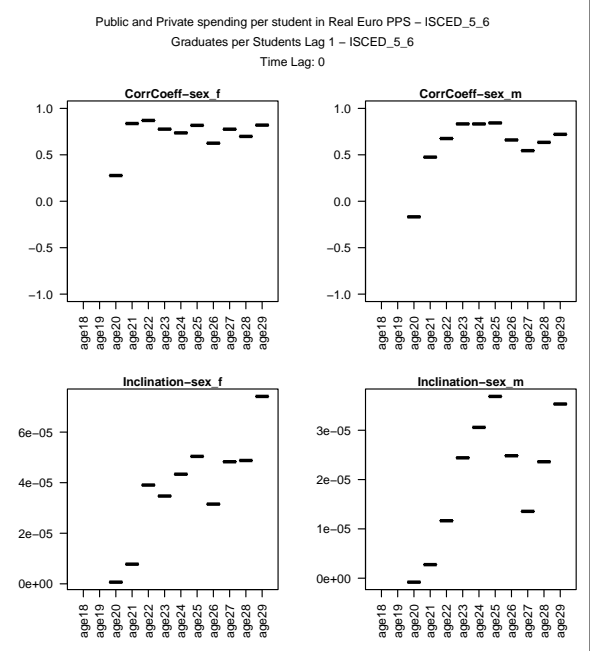 Public and Private spending per student in Real Euro PPS − ISCED_5_6
Graduates per Students Lag 1 − ISCED_5_6
Time Lag: 0
CorrCoeff−sex_f
1.0
0.5
0.0
−0.5
−1.0
age18
age19
age20
age21
age22
age23
age24
age25
age26
age27
age28
age29
CorrCoeff−sex_m
1.0
0.5
0.0
−0.5
−1.0
age18
age19
age20
age21
age22
age23
age24
age25
age26
age27
age28
age29
Inclination−sex_f
6e−05
4e−05
2e−05
0e+00
age18
age19
age20
age21
age22
age23
age24
age25
age26
age27
age28
age29
Inclination−sex_m
3e−05
2e−05
1e−05
0e+00
age18
age19
age20
age21
age22
age23
age24
age25
age26
age27
age28
age29